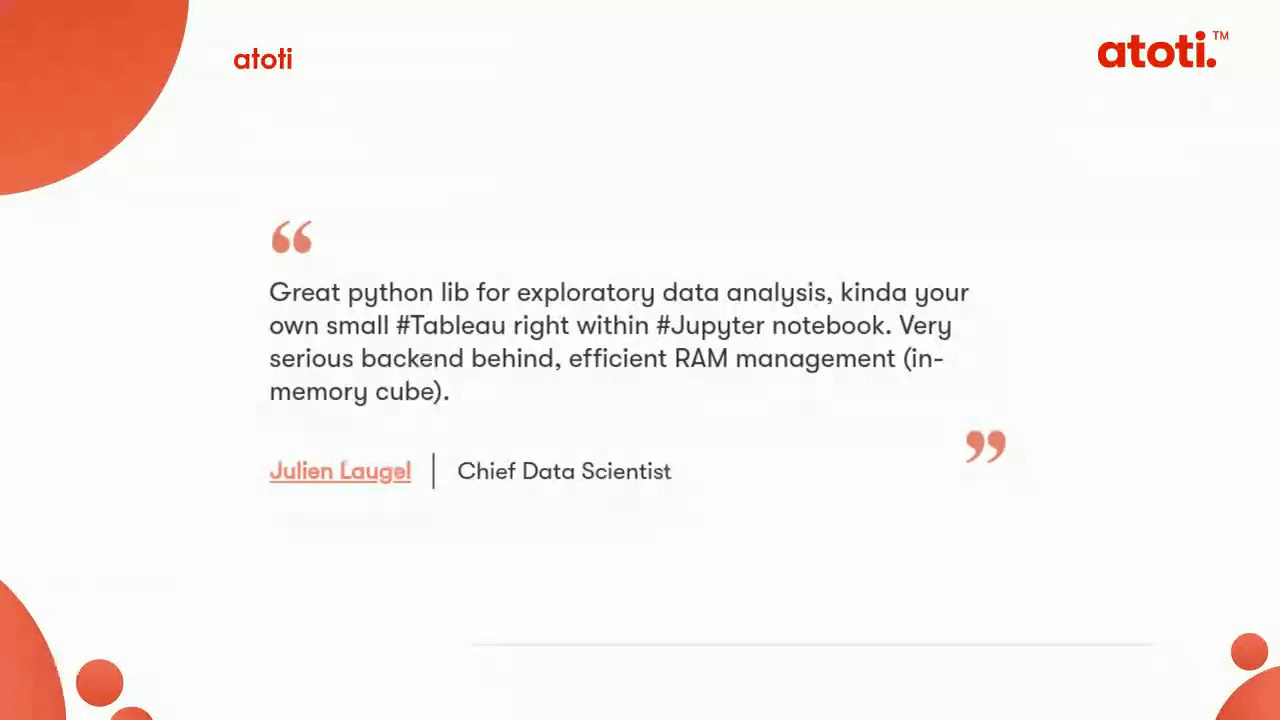 atoti
atoti.™
“
Great python lib for exploratory data analysis, kinda your
own small #Tableau right within #Jupyter notebook. Very
serious backend behind, efficient RAM management (in-
memory cube).
”
Julien Laugel | Chief Data Scientist